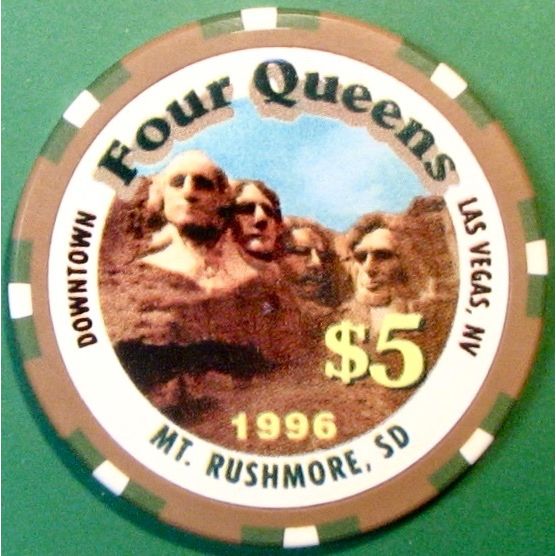 Four Queens
DOWNTOWN
LAS VEGAS, NV
$5
1996
MT. RUSHMORE, SD